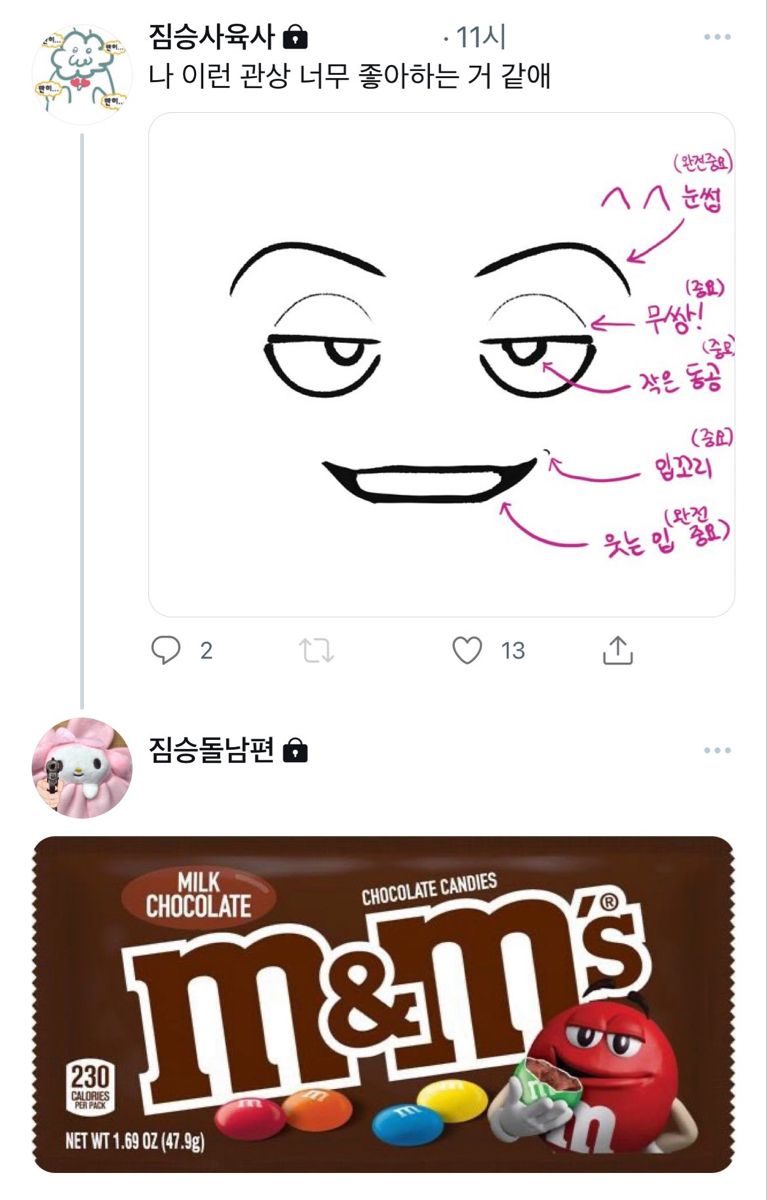 짐승사육사
· 11시
나 이런 관상 너무 좋아하는 거 같애
(완전중요)
ㅅ ㅅ 눈썹
(중요)
무쌍!
(중요
작은 동공
(중요)
입꼬리
(완전
중요)
웃는 입
2
13
짐승돌남편
MILK
CHOCOLATE
CHOCOLATE CANDIES
m&m's®
230
CALORIES
PER PACK
NET WT 1.69 OZ (47.9g)
m
m
m
m
m